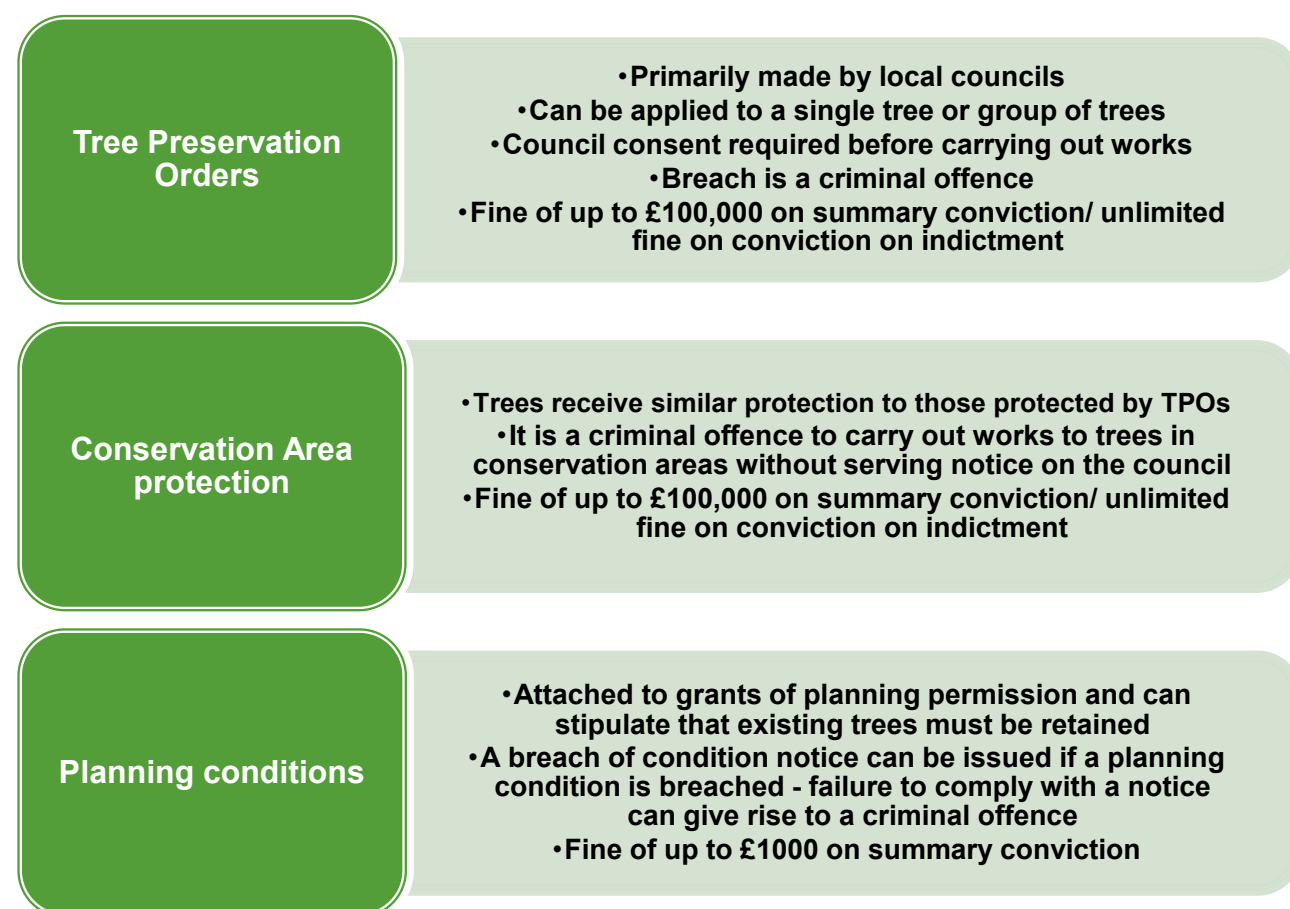 Tree Preservation
Orders
•Primarily made by local councils
•Can be applied to a single tree or group of trees
•Council consent required before carrying out works
•Breach is a criminal offence
•Fine of up to £100,000 on summary conviction/ unlimited
fine on conviction on indictment
Conservation Area
protection
•Trees receive similar protection to those protected by TPOs
•It is a criminal offence to carry out works to trees in
conservation areas without serving notice on the council
•Fine of up to £100,000 on summary conviction/ unlimited
fine on conviction on indictment
Planning conditions
•Attached to grants of planning permission and can
stipulate that existing trees must be retained
•A breach of condition notice can be issued if a planning
condition is breached - failure to comply with a notice
can give rise to a criminal offence
•Fine of up to £1000 on summary conviction